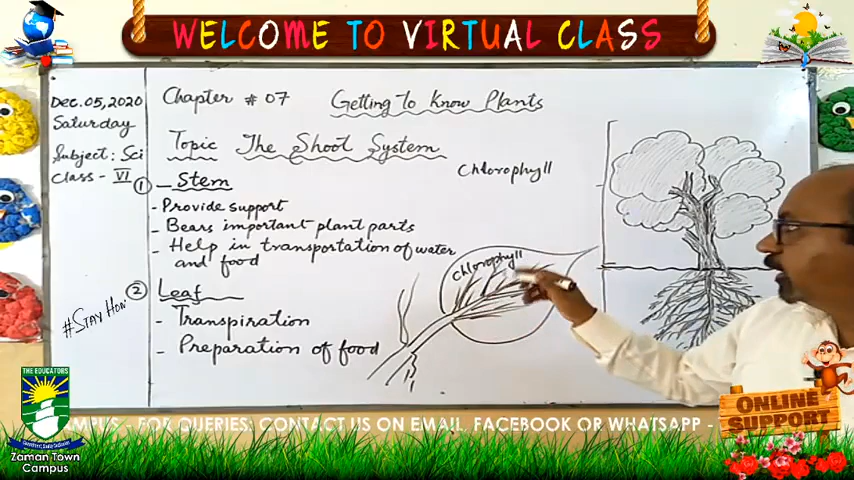 WELCOME TO VIRTUAL CLASS
Dec.05,2020
Saturday
Subject: Sci
Class - VI
Chapter # 07
Getting To Know Plants
Topic The Shoot System
Chlorophyll
① - Stem
- Provide support
- Bears important plant parts
- Help in transportation of water
and food
② Leaf
- Transpiration
- Preparation of food
Chlorophyll
#STAY HOM
THE EDUCATORS
Zaman Town
Campus
MPUS - FOR QUERIES: CONTACT US ON EMAIL, FACEBOOK OR WHATSAPP -
ONLINE
SUPPORT